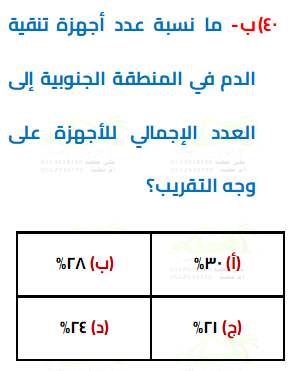 ٤٠)ب- ما نسبة عدد أجهزة تنقية
الدم في المنطقة الجنوبية إلى
العدد الإجمالي للأجهزة على
وجه التقريب؟
(أ) ٣٠%
(ب) ٢٨%
(ج) ٢١%
(د) ٢٤%